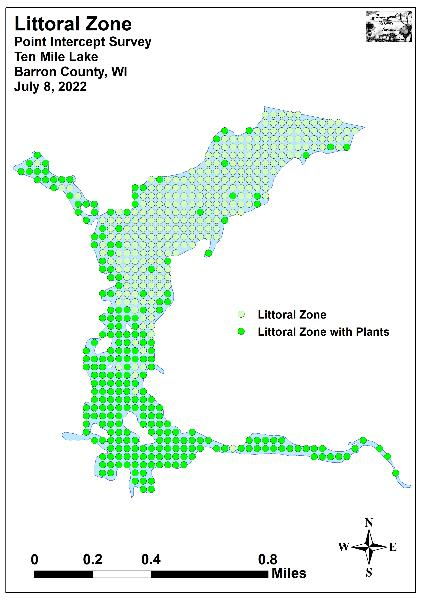 Littoral Zone
Point Intercept Survey
Ten Mile Lake
Barron County, WI
July 8, 2022
Littoral Zone
Littoral Zone with Plants
N
W E
S
0 0.2 0.4 0.8
Miles